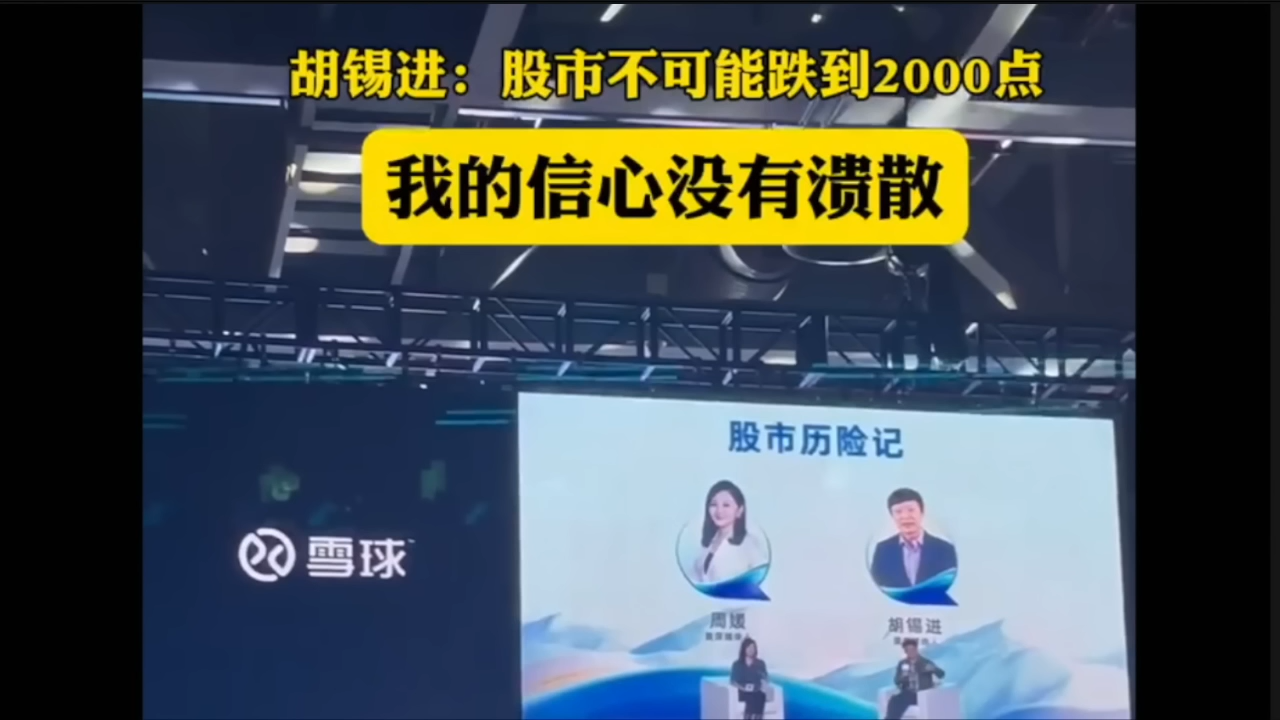 胡锡进：股市不可能跌到2000点
我的信心没有溃散
股市历险记
雪球
周媛
胡锡进